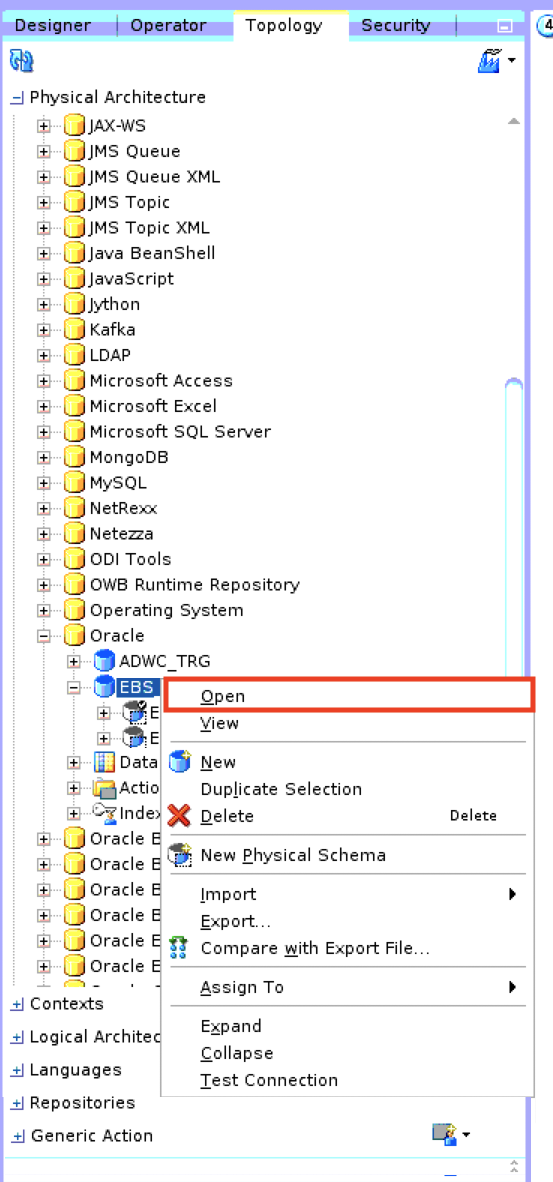 Designer Operator Topology Security 4
Physical Architecture
JAX-WS
JMS Queue
JMS Queue XML
JMS Topic
JMS Topic XML
Java BeanShell
JavaScript
Jython
Kafka
LDAP
Microsoft Access
Microsoft Excel
Microsoft SQL Server
MongoDB
MySQL
NetRexx
Netezza
ODI Tools
OWB Runtime Repository
Operating System
Oracle
ADWC_TRG
EBS
Open
E
View
E
Data
New
Actio
Duplicate Selection
Index
Delete Delete
Oracle B
Oracle B
New Physical Schema
Oracle B
Import
Oracle B
Export...
Oracle E
Compare with Export File...
Oracle E
Assign To
Contexts
Expand
Logical Architec
Collapse
Languages
Test Connection
Repositories
Generic Action